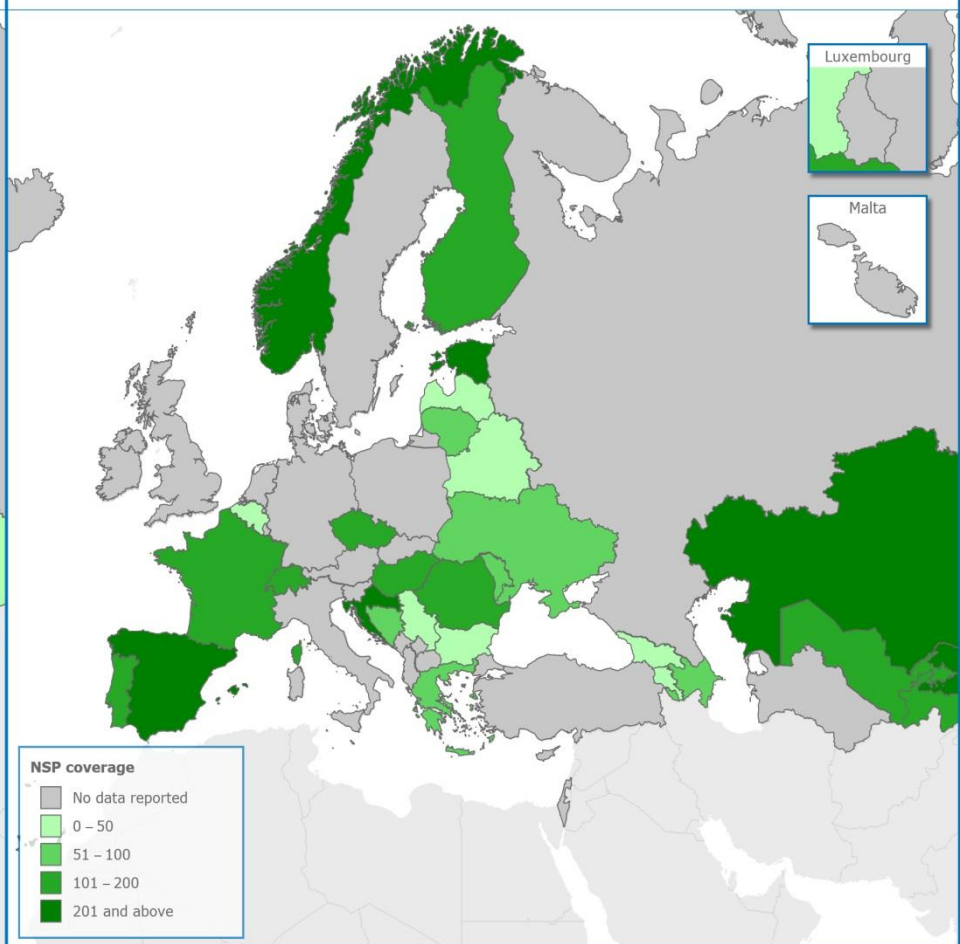 Luxembourg
Malta
NSP coverage
No data reported
0 – 50
51 – 100
101 – 200
201 and above